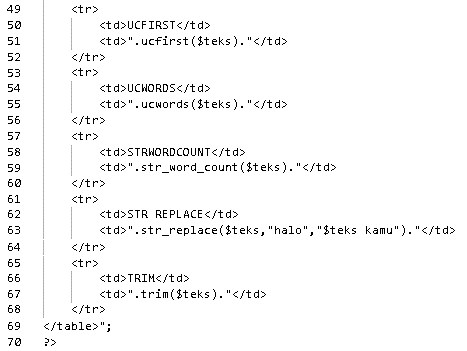 49 <tr>
50 <td>UCFIRST</td>
51 <td>".ucfirst($teks)."</td>
52 </tr>
53 <tr>
54 <td>UCWORDS</td>
55 <td>".ucwords($teks)."</td>
56 </tr>
57 <tr>
58 <td>STRWORDCOUNT</td>
59 <td>".str_word_count($teks)."</td>
60 </tr>
61 <tr>
62 <td>STR REPLACE</td>
63 <td>".str_replace($teks,"halo","$teks kamu")."</td>
64 </tr>
65 <tr>
66 <td>TRIM</td>
67 <td>".trim($teks)."</td>
68 </tr>
69 </table>";
70 ?>